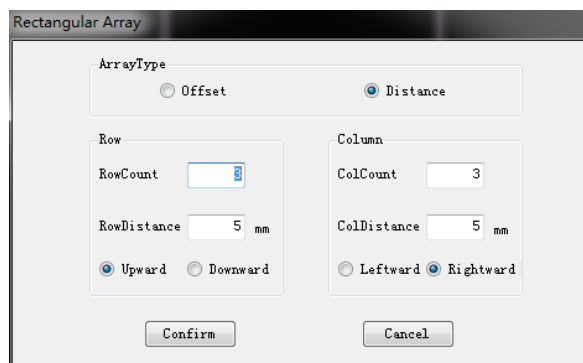 Rectangular Array
ArrayType
Offset Distance
Row Column
RowCount 3 ColCount 3
RowDistance 5 mm ColDistance 5 mm
Upward Downward Leftward Rightward
Confirm Cancel